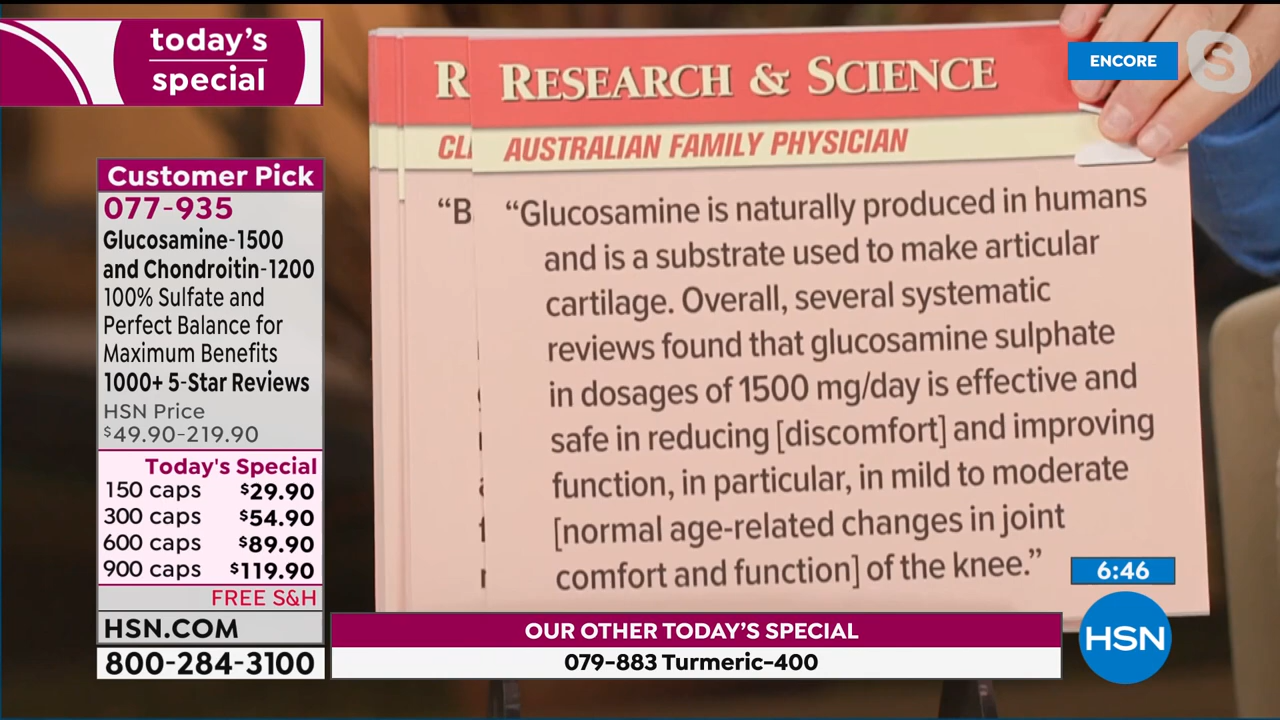 today's
special
Customer Pick
077-935
Glucosamine-1500
and Chondroitin-1200
100% Sulfate and
Perfect Balance for
Maximum Benefits
1000+ 5-Star Reviews
HSN Price
$49.90-219.90
Today's Special
150 caps $29.90
300 caps $54.90
600 caps $89.90
900 caps $119.90
FREE S&H
HSN.COM
800-284-3100
R
CL
“B
RESEARCH & SCIENCE
AUSTRALIAN FAMILY PHYSICIAN
“Glucosamine is naturally produced in humans
and is a substrate used to make articular
cartilage. Overall, several systematic
reviews found that glucosamine sulphate
in dosages of 1500 mg/day is effective and
safe in reducing [discomfort] and improving
function, in particular, in mild to moderate
[normal age-related changes in joint
comfort and function] of the knee.”
ENCORE
S
6:46
HSN
OUR OTHER TODAY'S SPECIAL
079-883 Turmeric-400